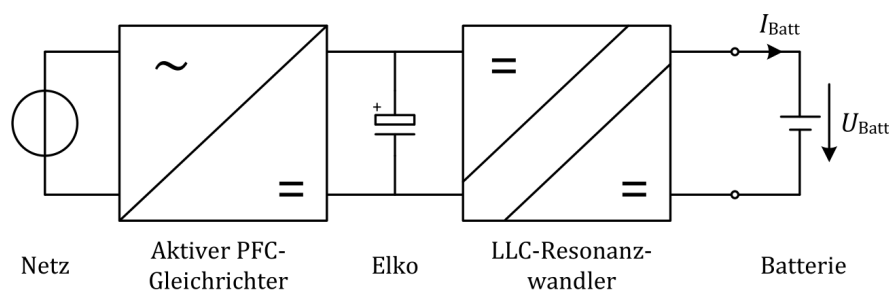 I_Batt
~
=
+
=
=
U_Batt
Netz
Aktiver PFC-
Gleichrichter
Elko
LLC-Resonanz-
wandler
Batterie